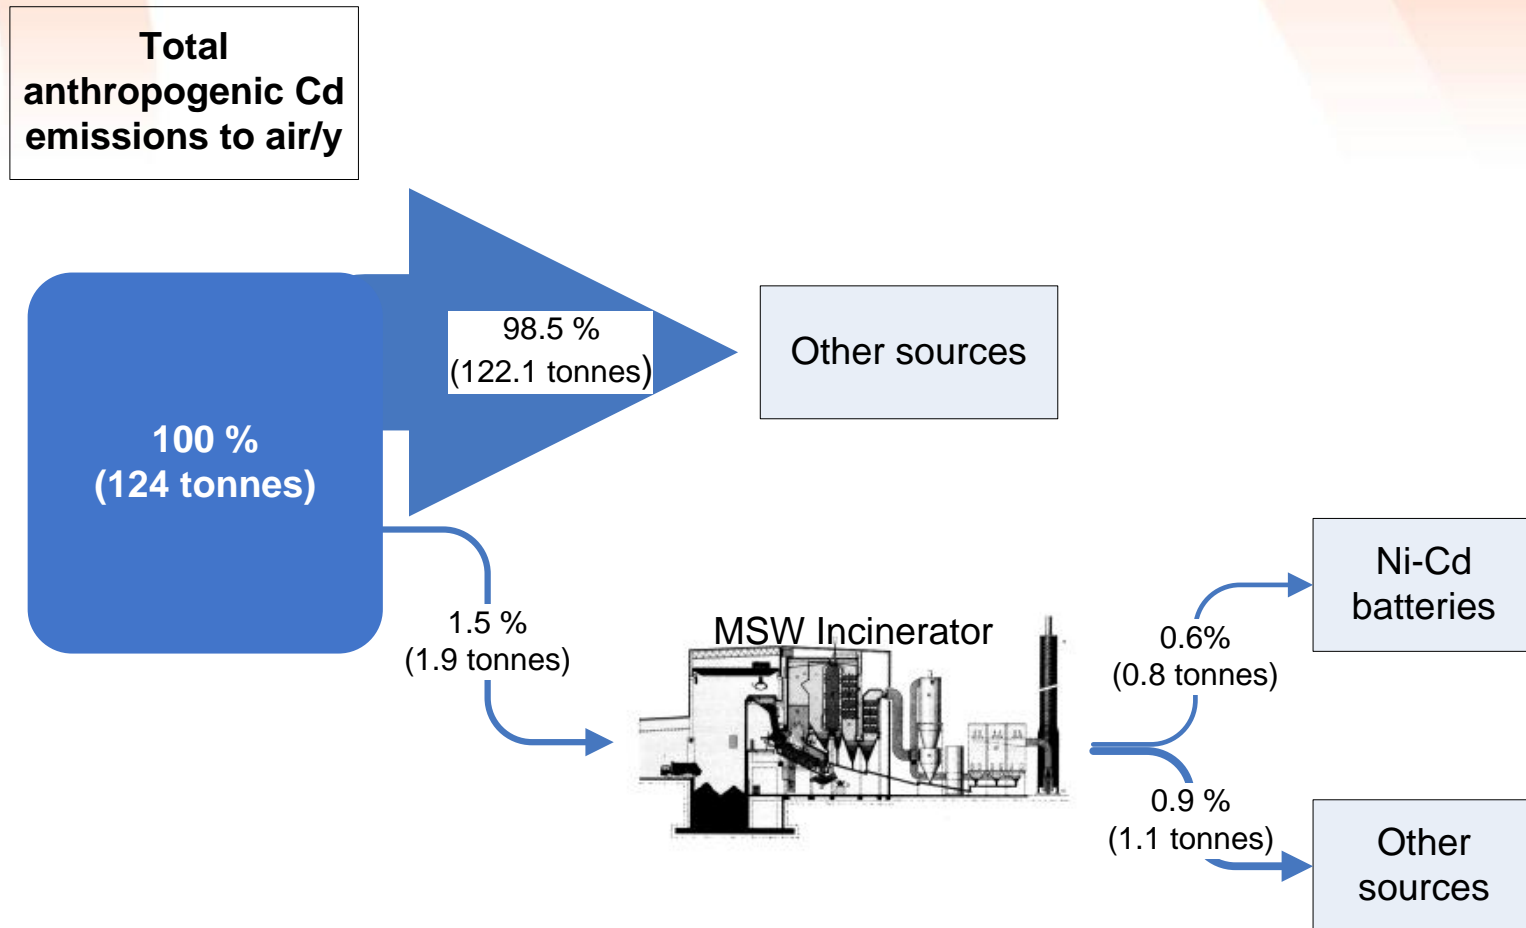 Total
anthropogenic Cd
emissions to air/y
98.5 %
(122.1 tonnes)
Other sources
100 %
(124 tonnes)
1.5 %
(1.9 tonnes)
MSW Incinerator
0.6%
(0.8 tonnes)
Ni-Cd
batteries
0.9 %
(1.1 tonnes)
Other
sources